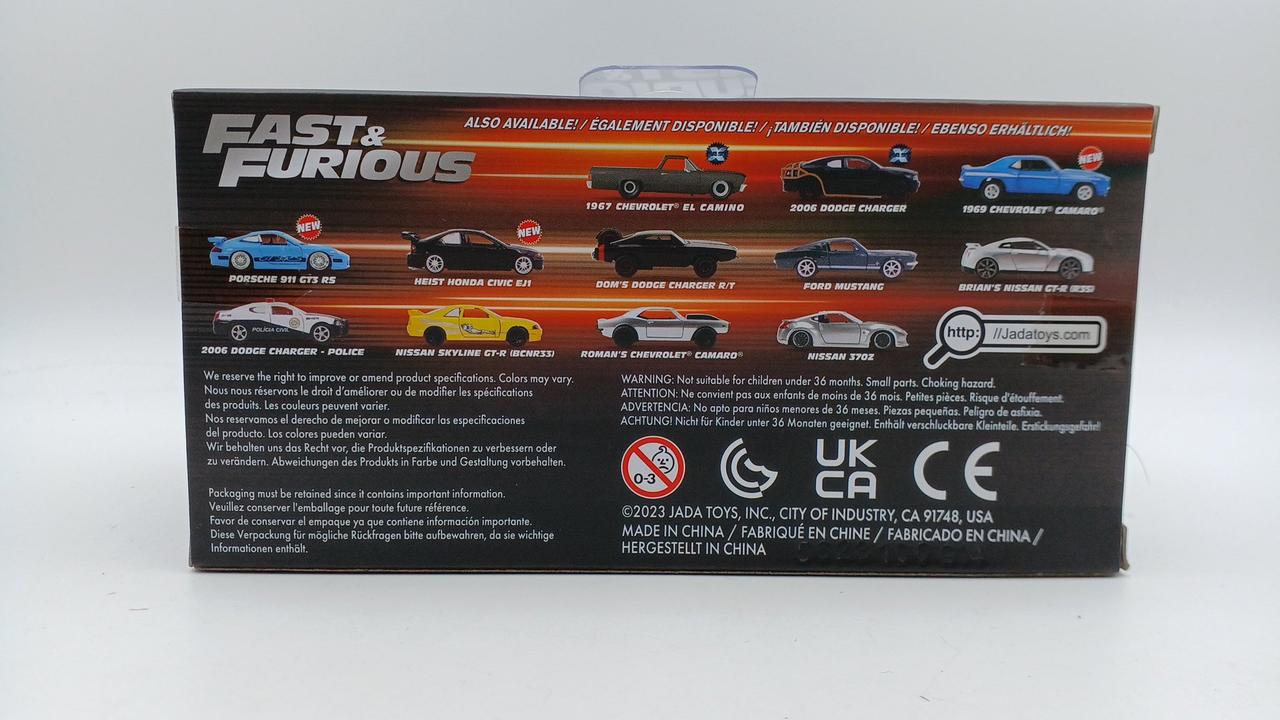 FAST &
FURIOUS
ALSO AVAILABLE! / ÉGALEMENT DISPONIBLE! / ¡TAMBIÉN DISPONIBLE! / EBENSO ERHÄLTLICH!
1967 CHEVROLET® EL CAMINO
2006 DODGE CHARGER
NEW
1969 CHEVROLET® CAMARO®
NEW
PORSCHE 911 GT3 RS
NEW
HEIST HONDA CIVIC EJ1
DOM'S DODGE CHARGER R/T
FORD MUSTANG
BRIAN'S NISSAN GT-R (R35)
POLÍCIA CIVIL
2006 DODGE CHARGER - POLICE
NISSAN SKYLINE GT-R (BCNR33)
ROMAN'S CHEVROLET® CAMARO®
NISSAN 370Z
http: //Jadatoys.com
We reserve the right to improve or amend product specifications. Colors may vary.
Nous nous réservons le droit d'améliorer ou de modifier les spécifications
des produits. Les couleurs peuvent varier.
Nos reservamos el derecho de mejorar o modificar las especificaciones
del producto. Los colores pueden variar.
Wir behalten uns das Recht vor, die Produktspezifikationen zu verbessern oder
zu verändern. Abweichungen des Produkts in Farbe und Gestaltung vorbehalten.
Packaging must be retained since it contains important information.
Veuillez conserver l'emballage pour toute future référence.
Favor de conservar el empaque ya que contiene información importante.
Diese Verpackung für mögliche Rückfragen bitte aufbewahren, da sie wichtige
Informationen enthält.
WARNING: Not suitable for children under 36 months. Small parts. Choking hazard.
ATTENTION: Ne convient pas aux enfants de moins de 36 mois. Petites pièces. Risque d'étouffement.
ADVERTENCIA: No apto para niños menores de 36 meses. Piezas pequeñas. Peligro de asfixia.
ACHTUNG! Nicht für Kinder unter 36 Monaten geeignet. Enthält verschluckbare Kleinteile. Erstickungsgefahr!
0-3
UK
CA
CE
©2023 JADA TOYS, INC., CITY OF INDUSTRY, CA 91748, USA
MADE IN CHINA / FABRIQUÉ EN CHINE / FABRICADO EN CHINA /
HERGESTELLT IN CHINA